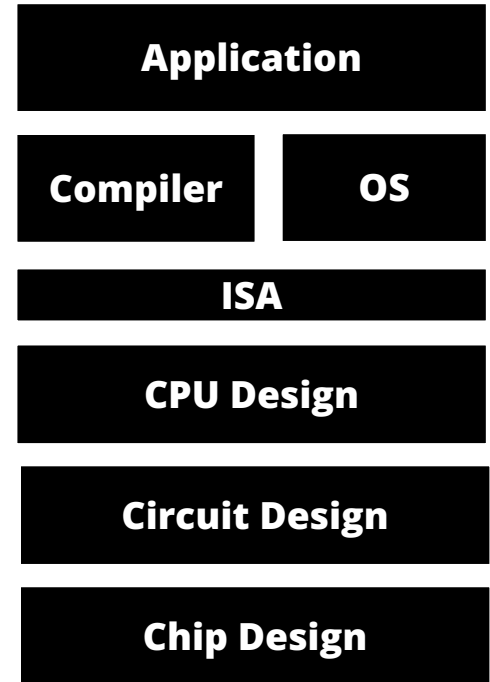 Application
Compiler
OS
ISA
CPU Design
Circuit Design
Chip Design